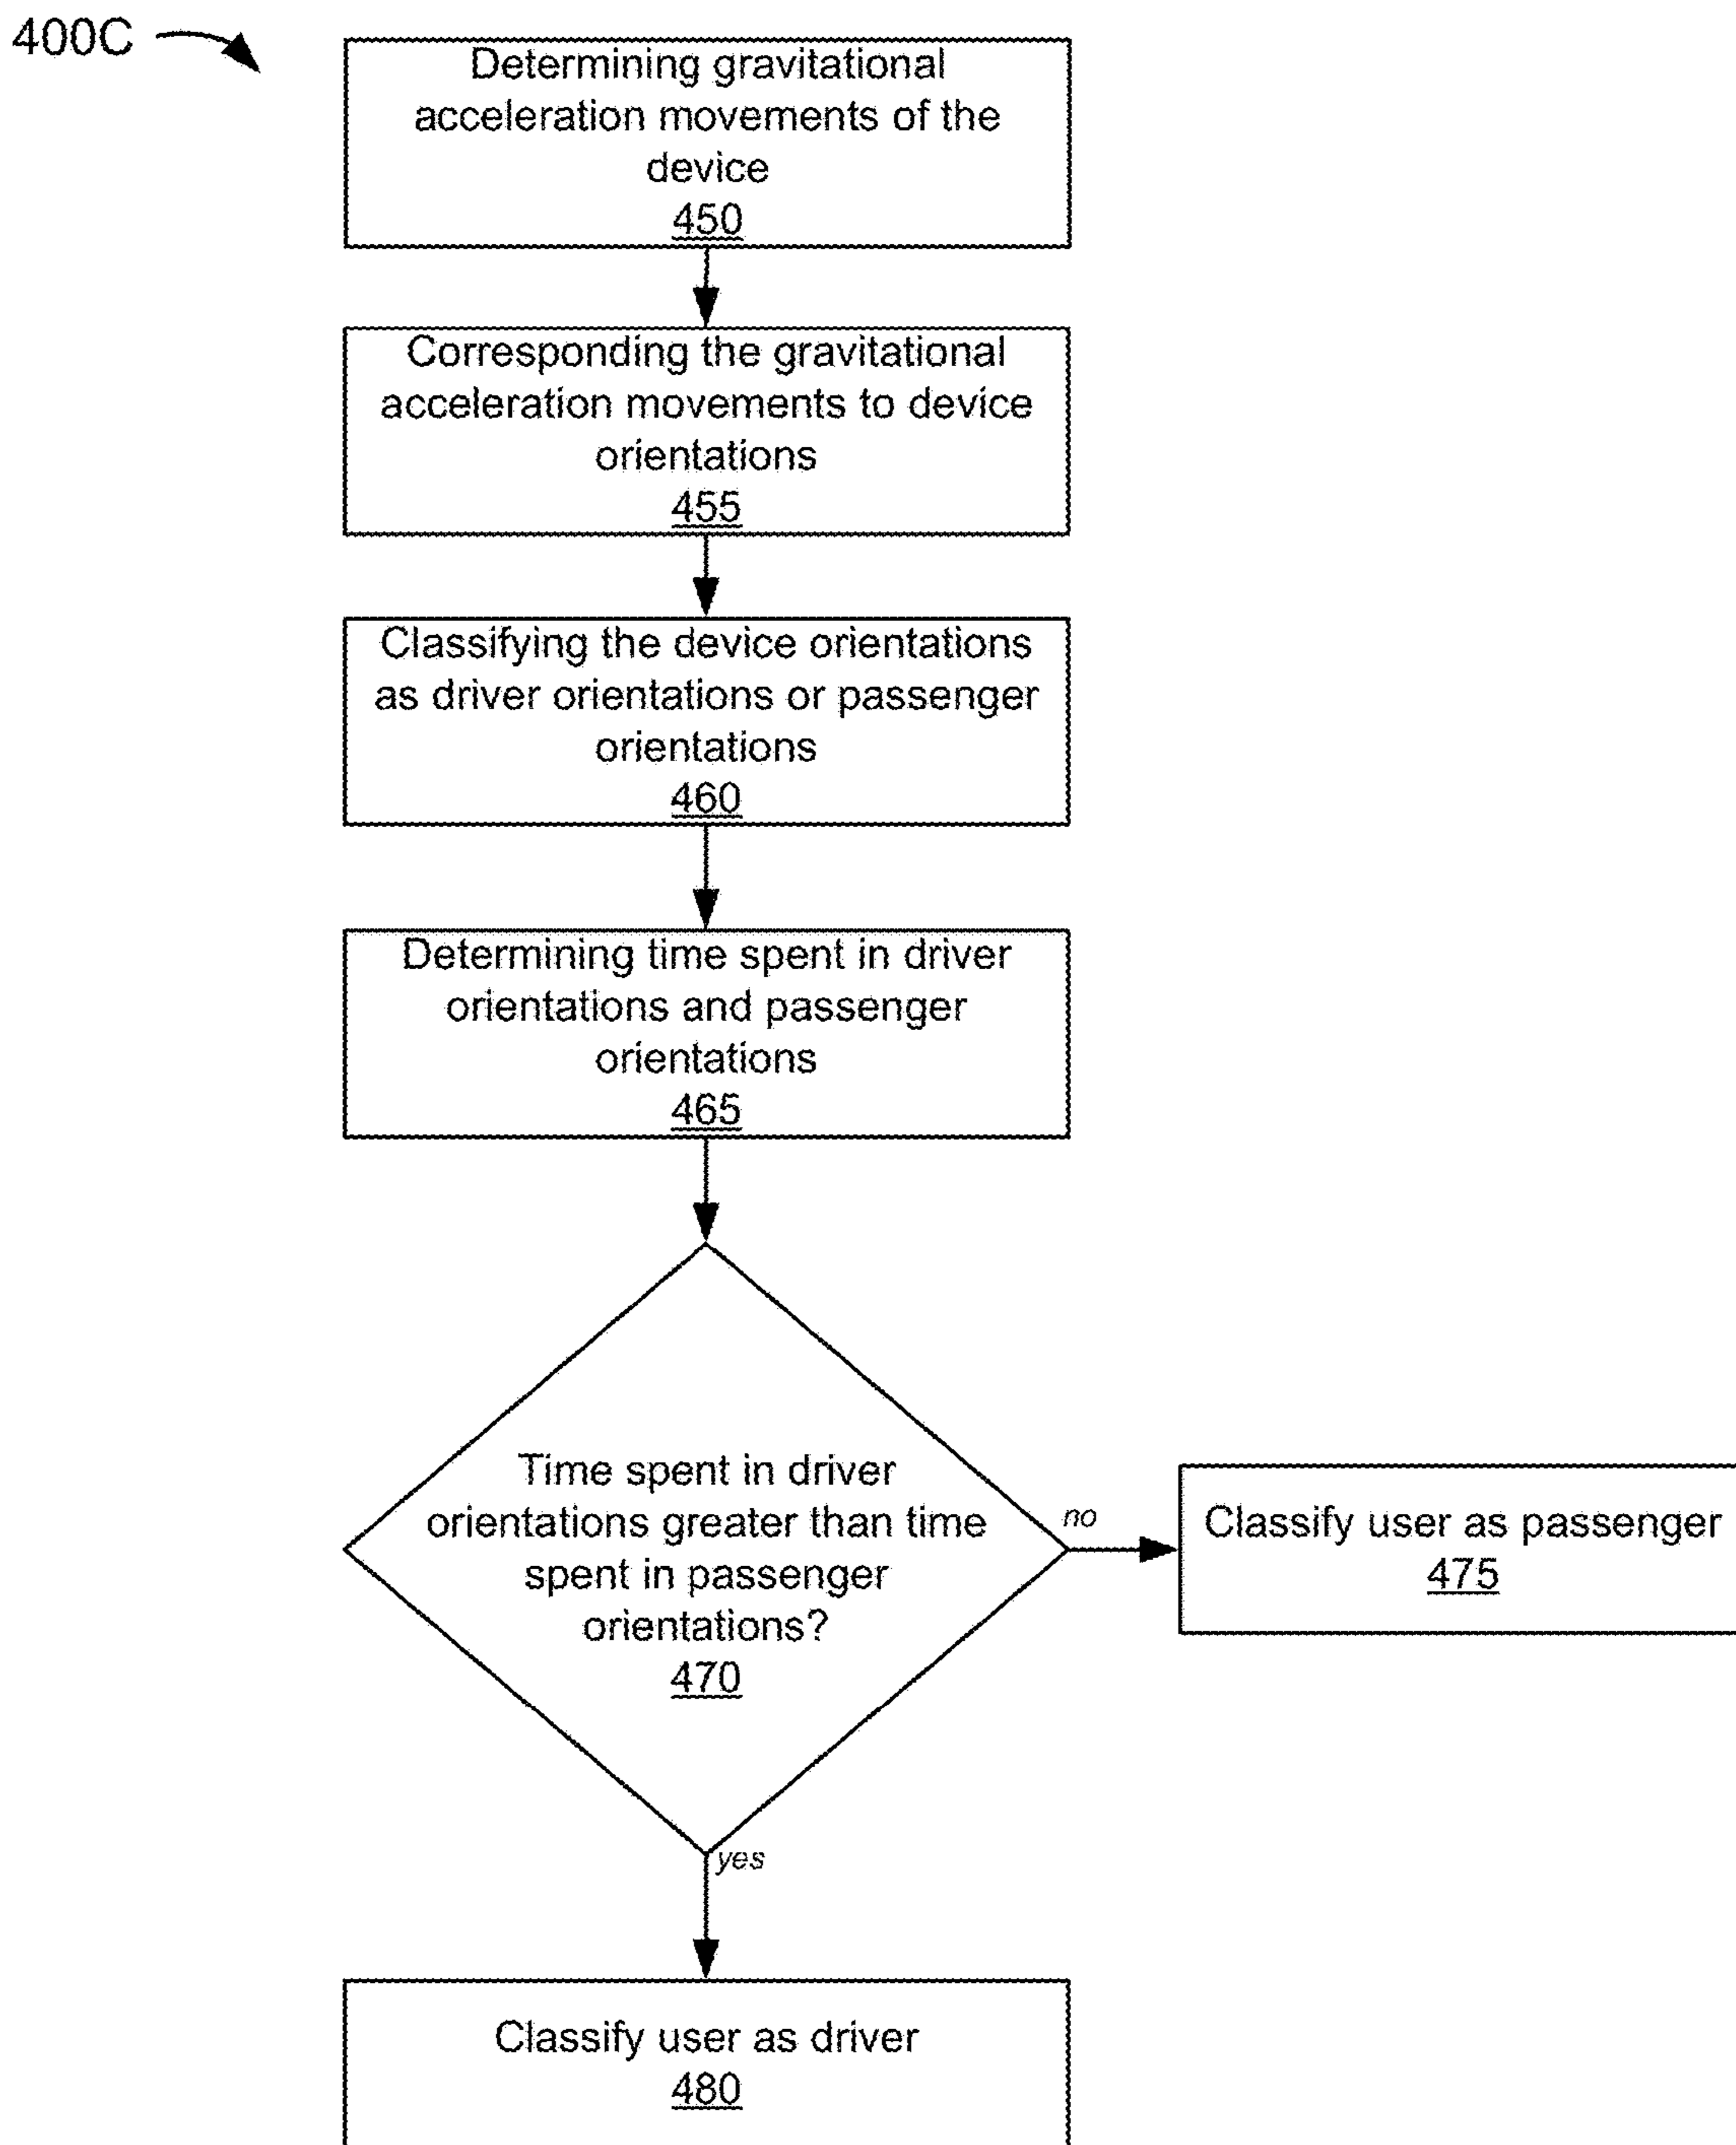 400C
Determining gravitational
acceleration movements of the
device
450
Corresponding the gravitational
acceleration movements to device
orientations
455
Classifying the device orientations
as driver orientations or passenger
orientations
460
Determining time spent in driver
orientations and passenger
orientations
465
Time spent in driver
orientations greater than time
spent in passenger
orientations?
470
no
Classify user as passenger
475
yes
Classify user as driver
480